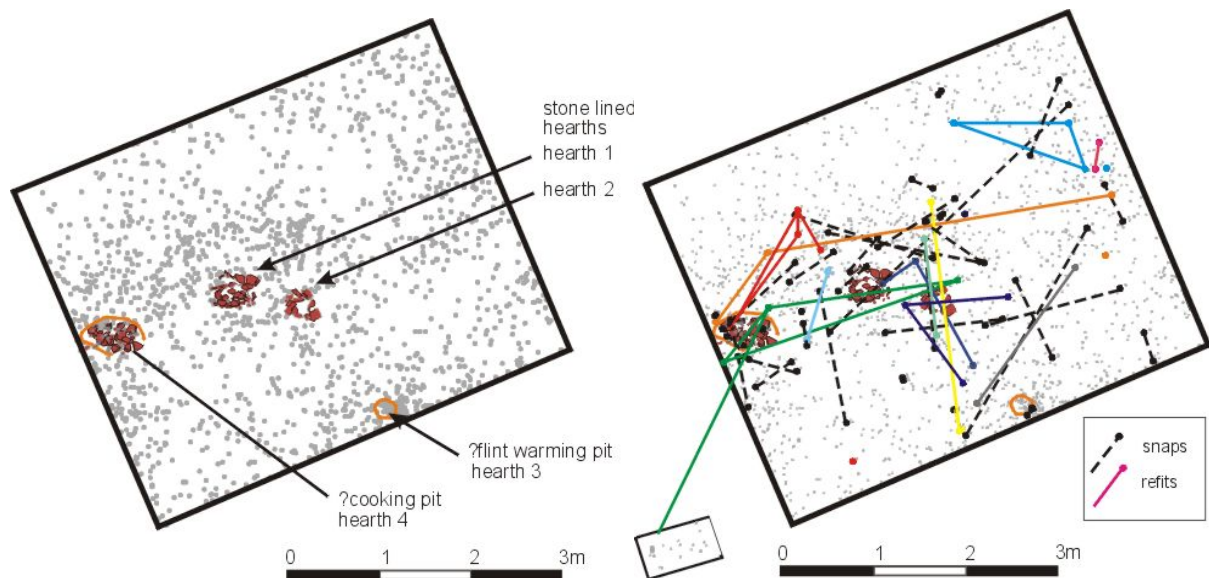 stone lined
hearths
hearth 1
hearth 2
?flint warming pit
hearth 3
?cooking pit
hearth 4
0 1 2 3m
snaps
refits
0 1 2 3m